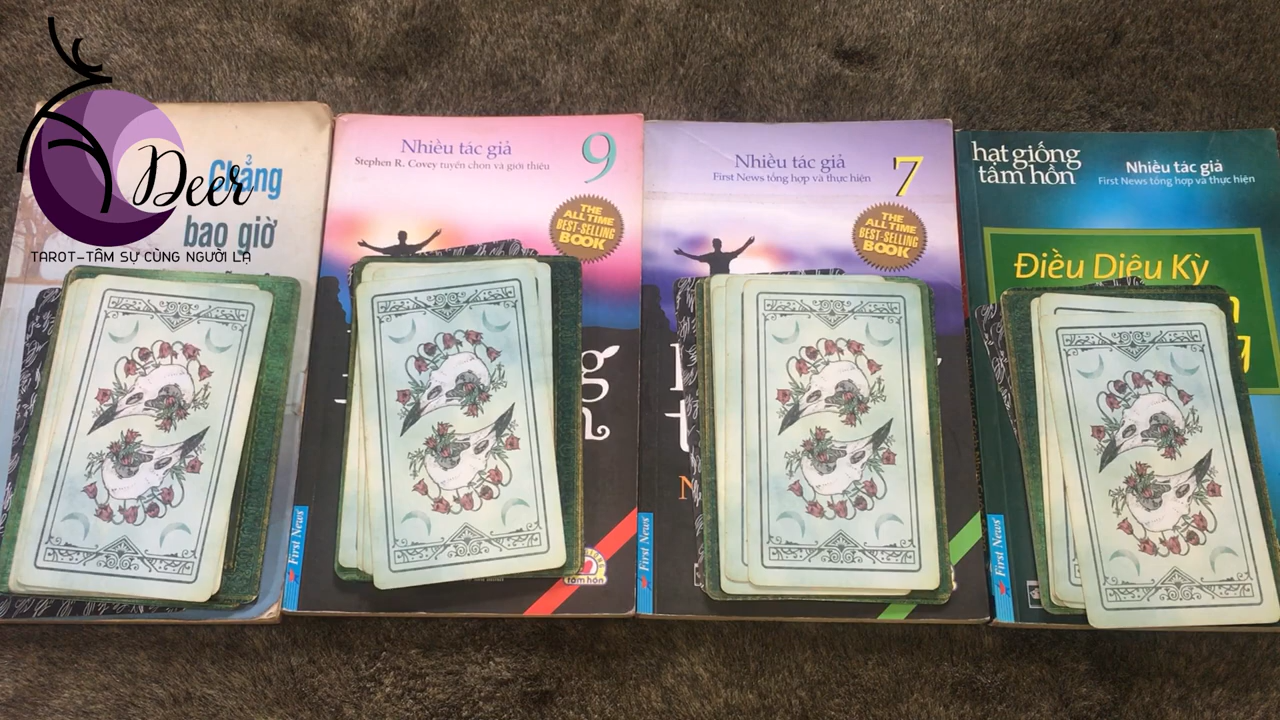 Deer
TAROT-TÂM SỰ CÙNG NGƯỜI LẠ
Chẳng
bao giờ
Nhiều tác giả
Stephen R. Covey tuyển chọn và giới thiệu
9
THE
ALL TIME
BEST-SELLING
BOOK
First News
tâm hồn
Nhiều tác giả
First News tổng hợp và thực hiện
7
THE
ALL TIME
BEST-SELLING
BOOK
First News
hạt giống
tâm hồn
Nhiều tác giả
First News tổng hợp và thực hiện
Điều Diệu Kỳ
First News